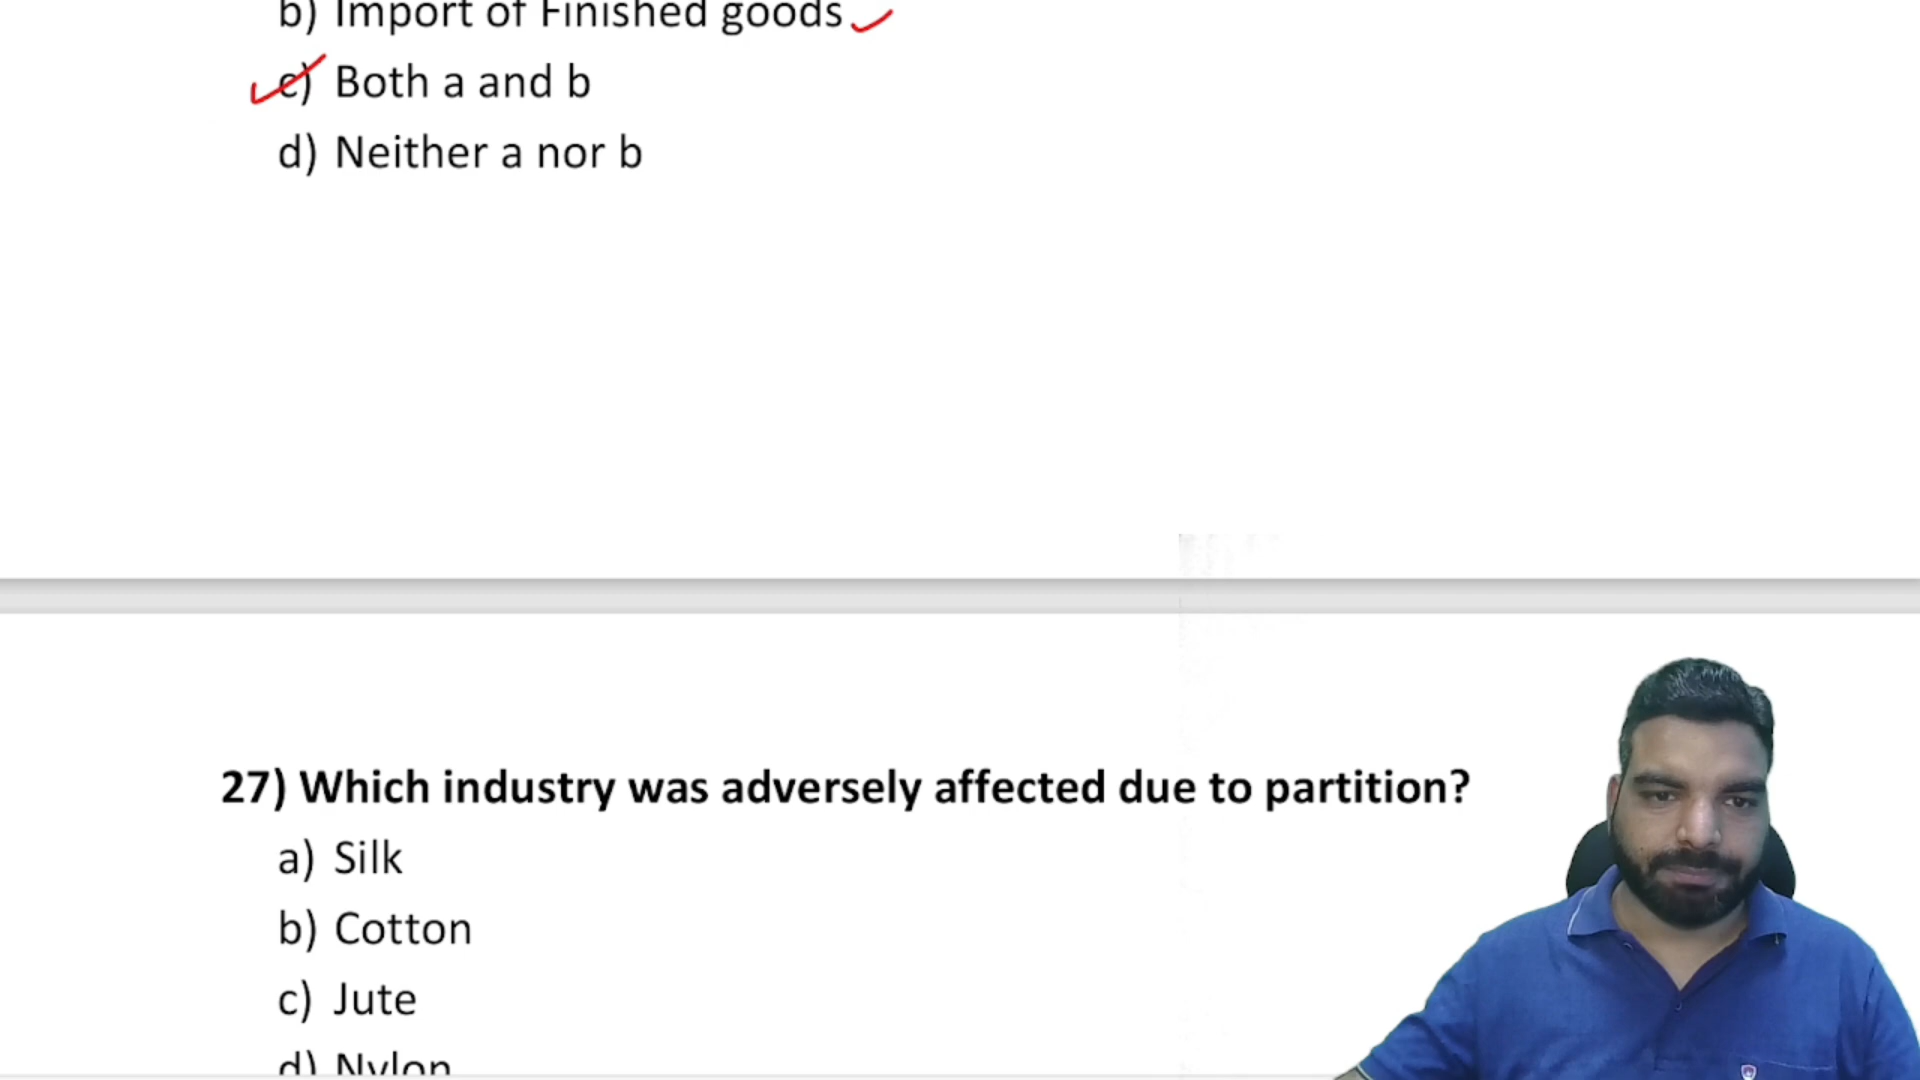 b) Import of Finished goods
c) Both a and b
d) Neither a nor b
27) Which industry was adversely affected due to partition?
a) Silk
b) Cotton
c) Jute
d) Nylon